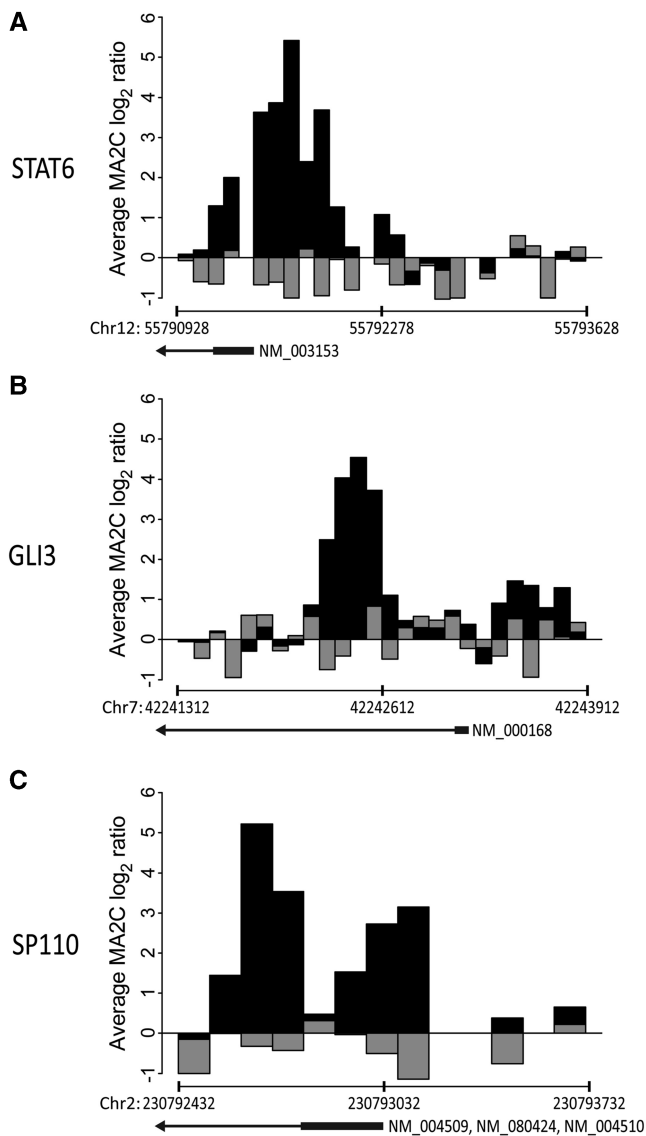 A
STAT6
Average MA2C log2 ratio
6
5
4
3
2
1
0
-1
Chr12: 55790928 55792278 55793628
NM_003153
B
GLI3
Average MA2C log2 ratio
6
5
4
3
2
1
0
-1
Chr7: 42241312 42242612 42243912
NM_000168
C
SP110
Average MA2C log2 ratio
6
5
4
3
2
1
0
-1
Chr2: 230792432 230793032 230793732
NM_004509, NM_080424, NM_004510